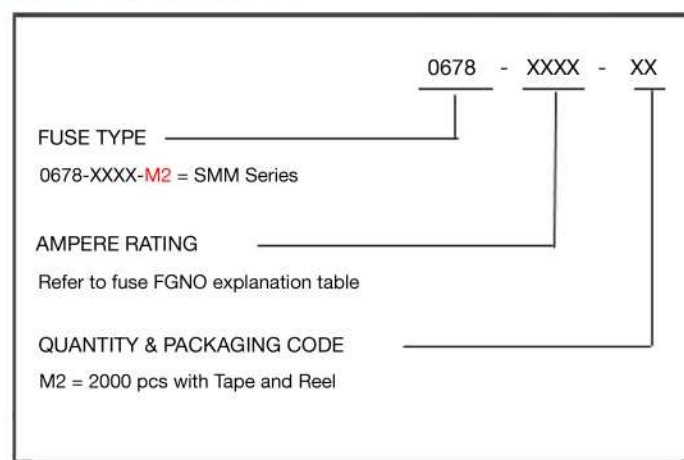 0678 - XXXX - XX
FUSE TYPE
0678-XXXX-M2 = SMM Series
AMPERE RATING
Refer to fuse FGNO explanation table
QUANTITY & PACKAGING CODE
M2 = 2000 pcs with Tape and Reel